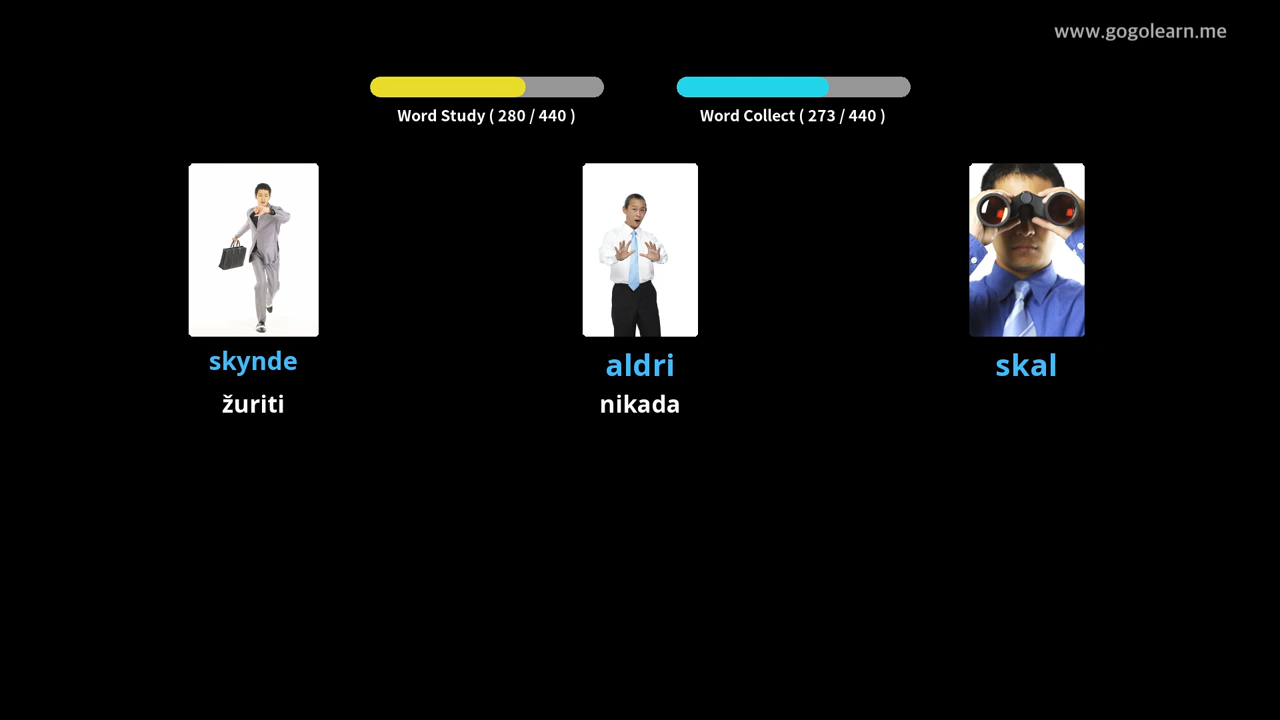 www.gogolearn.me
Word Study ( 280 / 440 )
Word Collect ( 273 / 440 )
skynde
aldri
skal
žuriti
nikada